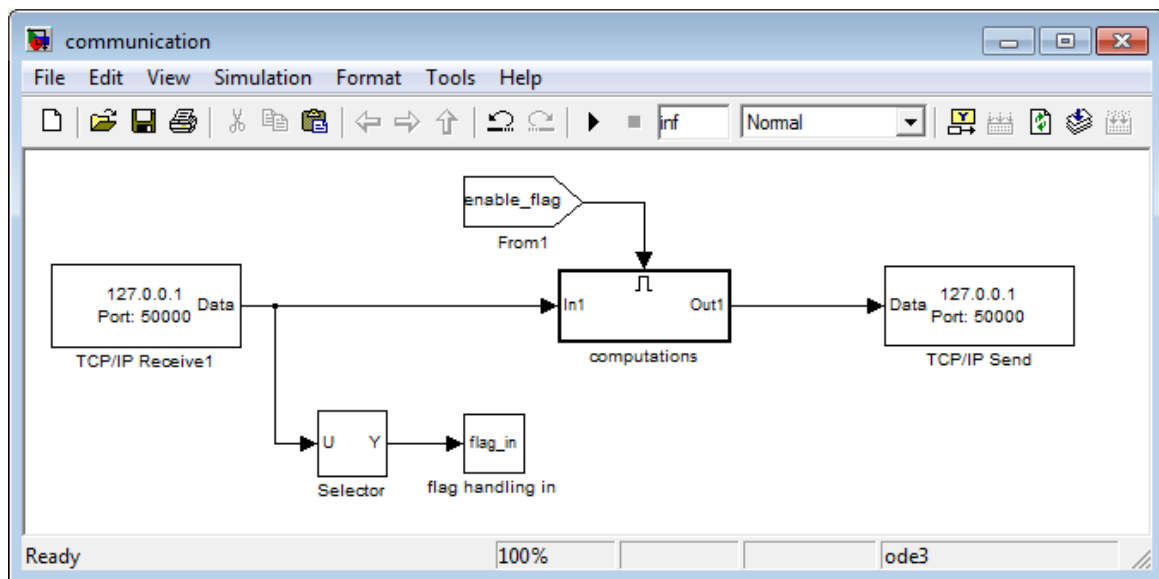 communication
File Edit View Simulation Format Tools Help
inf Normal
enable_flag
From1
127.0.0.1
Port: 50000
Data
TCP/IP Receive1
In1 Out1
computations
Data
127.0.0.1
Port: 50000
TCP/IP Send
U Y
Selector
flag_in
flag handling in
Ready 100% ode3